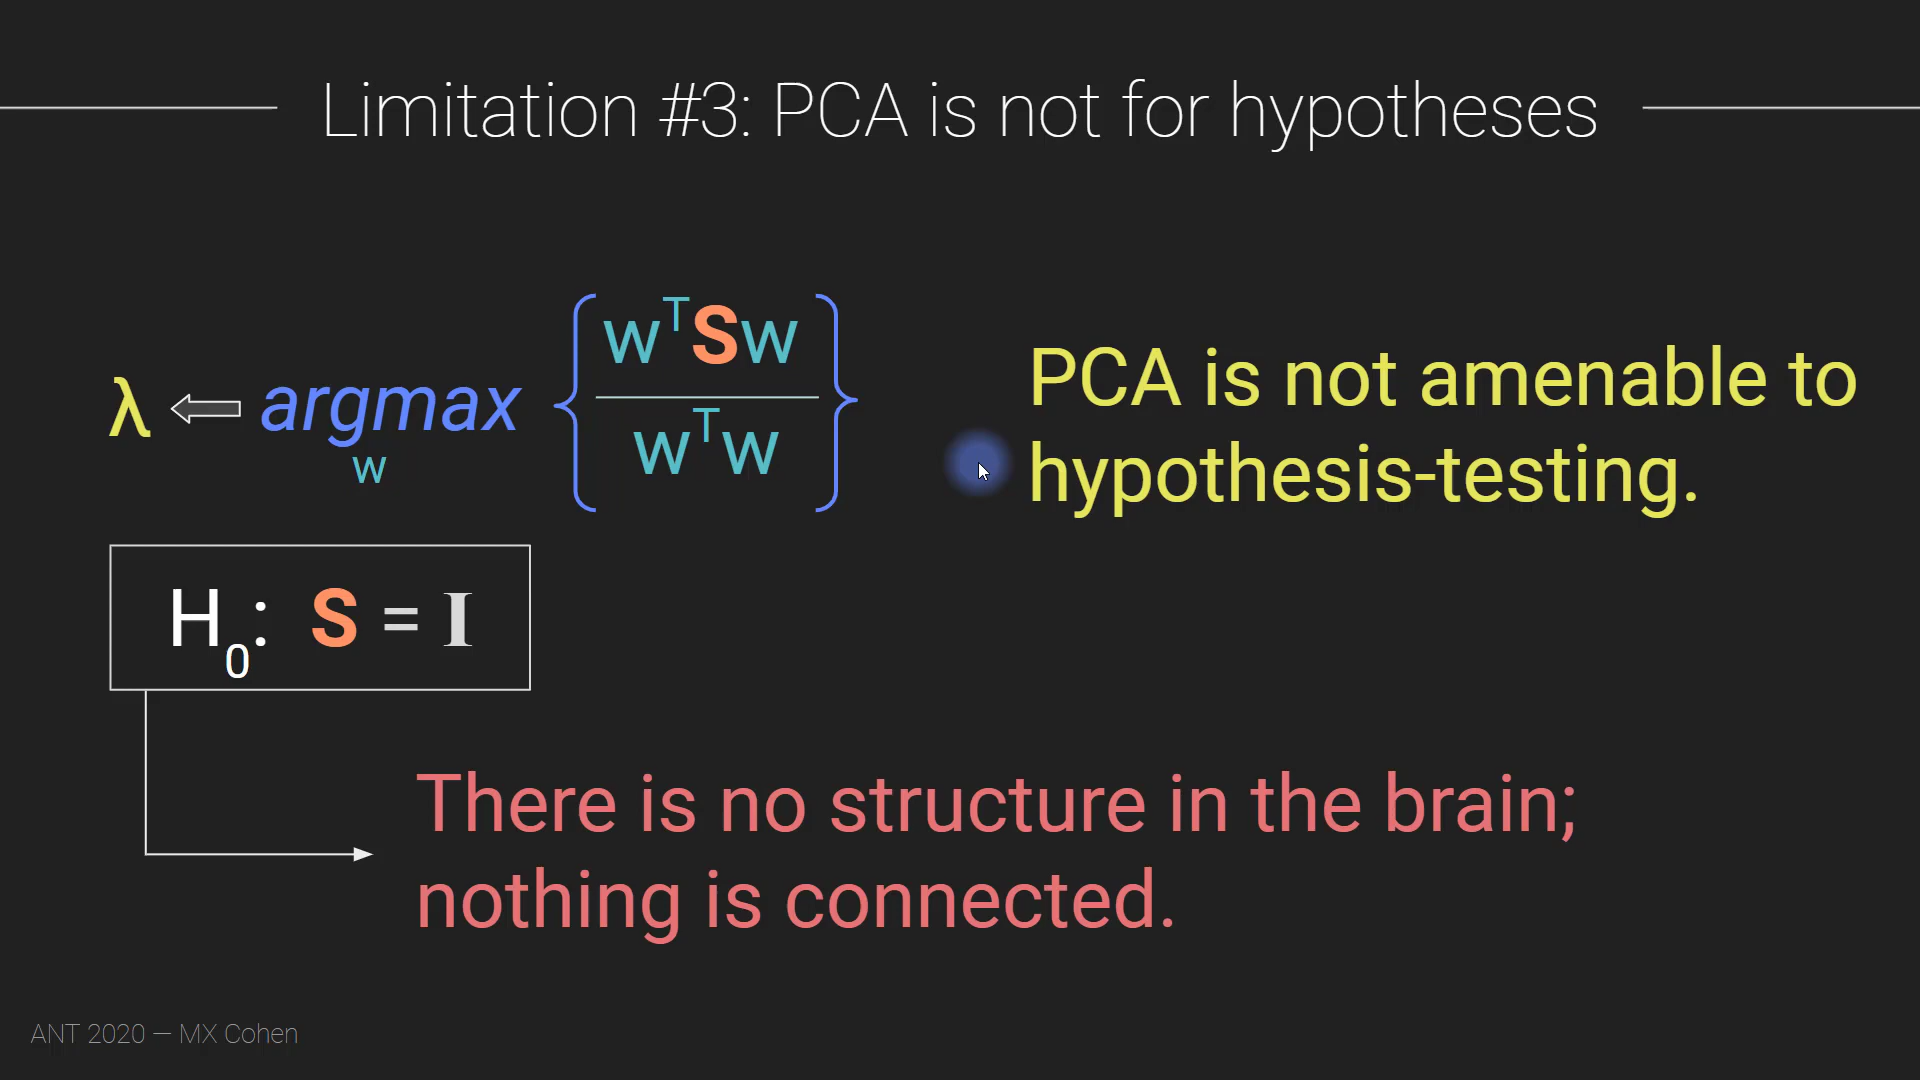 Limitation #3: PCA is not for hypotheses
λ ⇐ argmax { wᵀSw / wᵀw }
w
PCA is not amenable to
hypothesis-testing.
H₀: S = I
There is no structure in the brain;
nothing is connected.
ANT 2020 — MX Cohen